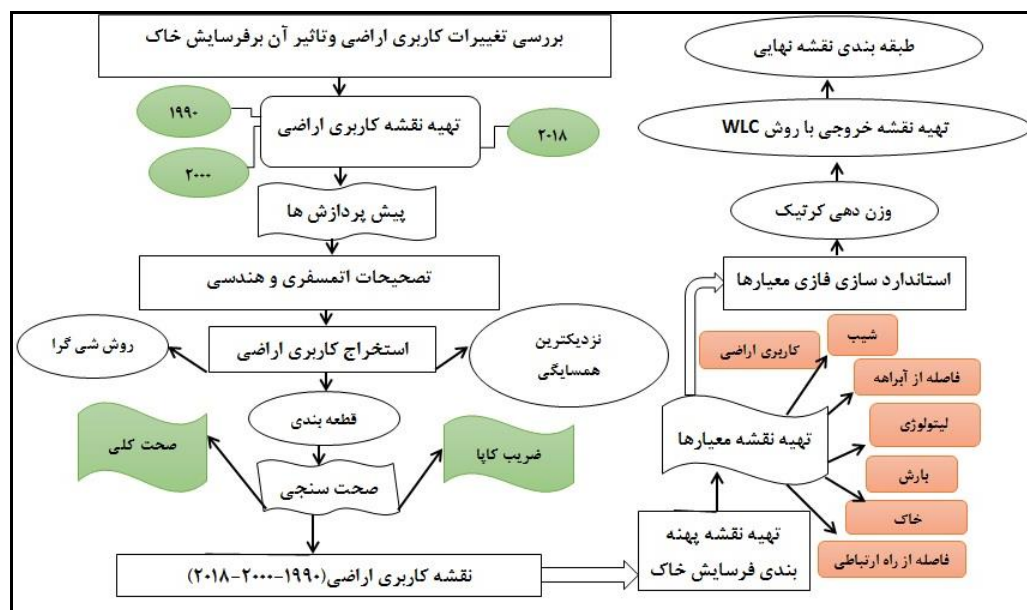 بررسی تغییرات کاربری اراضی وتاثیر آن برفرسایش خاک
۱۹۹۰
تهیه نقشه کاربری اراضی
۲۰۱۸
۲۰۰۰
پیش پردازش ها
تصحیحات اتمسفری و هندسی
استخراج کاربری اراضی
روش شی گرا
نزدیکترین
همسایگی
قطعه بندی
صحت کلی
ضریب کاپا
صحت سنجی
نقشه کاربری اراضی(۱۹۹۰-۲۰۰۰-۲۰۱۸)
تهیه نقشه پهنه
بندی فرسایش خاک
تهیه نقشه معیارها
کاربری اراضی
شیب
فاصله از آبراهه
لیتولوژی
بارش
خاک
فاصله از راه ارتباطی
استاندارد سازی فازی معیارها
وزن دهی کرتیک
تهیه نقشه خروجی با روش WLC
طبقه بندی نقشه نهایی